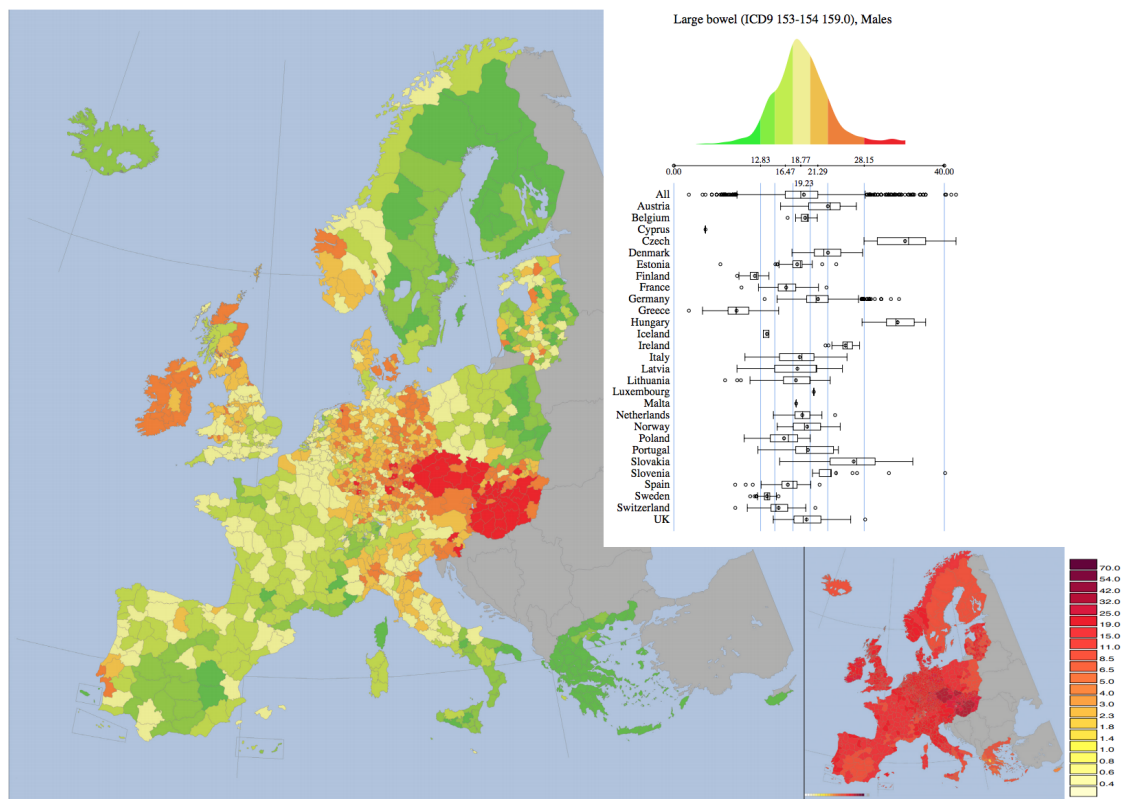 Large bowel (ICD9 153-154 159.0), Males
0.00 12.83 18.77 28.15 40.00
16.47 21.29
19.23
All
Austria
Belgium
Cyprus
Czech
Denmark
Estonia
Finland
France
Germany
Greece
Hungary
Iceland
Ireland
Italy
Latvia
Lithuania
Luxembourg
Malta
Netherlands
Norway
Poland
Portugal
Slovakia
Slovenia
Spain
Sweden
Switzerland
UK
70.0
54.0
42.0
32.0
25.0
19.0
15.0
11.0
8.5
6.5
5.0
4.0
3.0
2.3
1.8
1.4
1.0
0.8
0.6
0.4